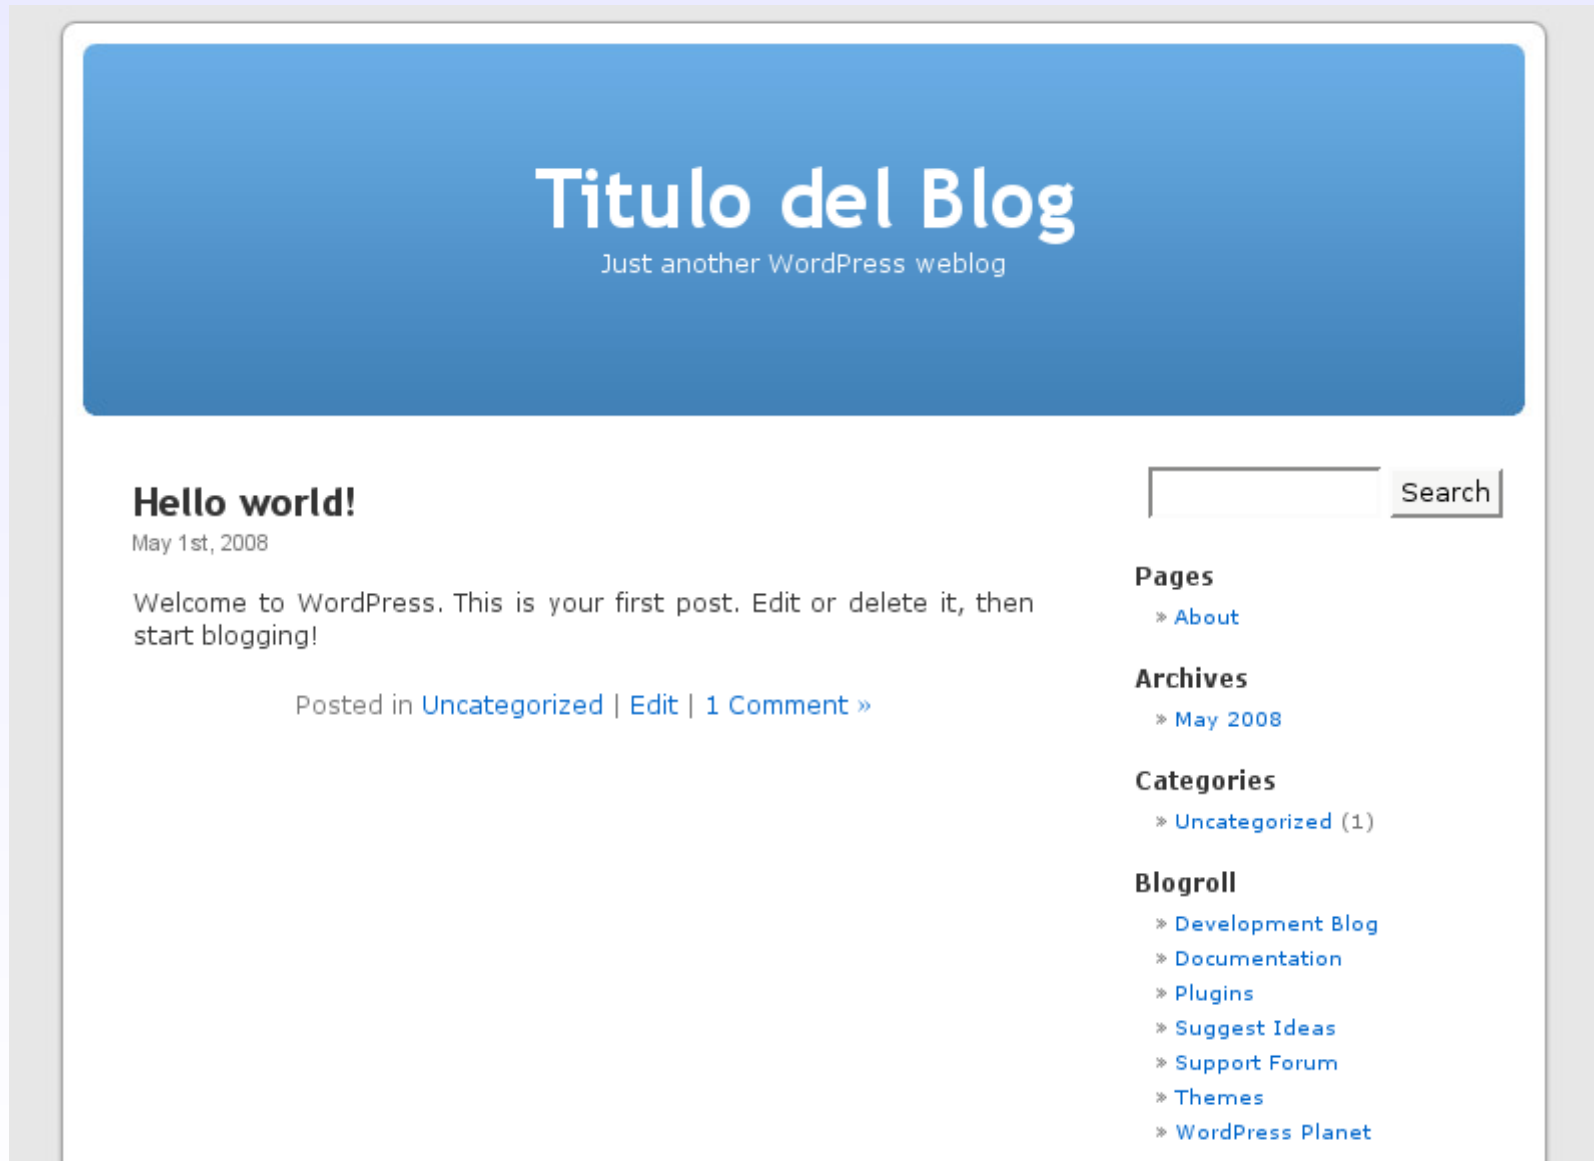 Titulo del Blog
Just another WordPress weblog
Hello world!
May 1st, 2008
Welcome to WordPress. This is your first post. Edit or delete it, then
start blogging!
Posted in Uncategorized | Edit | 1 Comment »
Search
Pages
» About
Archives
» May 2008
Categories
» Uncategorized (1)
Blogroll
» Development Blog
» Documentation
» Plugins
» Suggest Ideas
» Support Forum
» Themes
» WordPress Planet